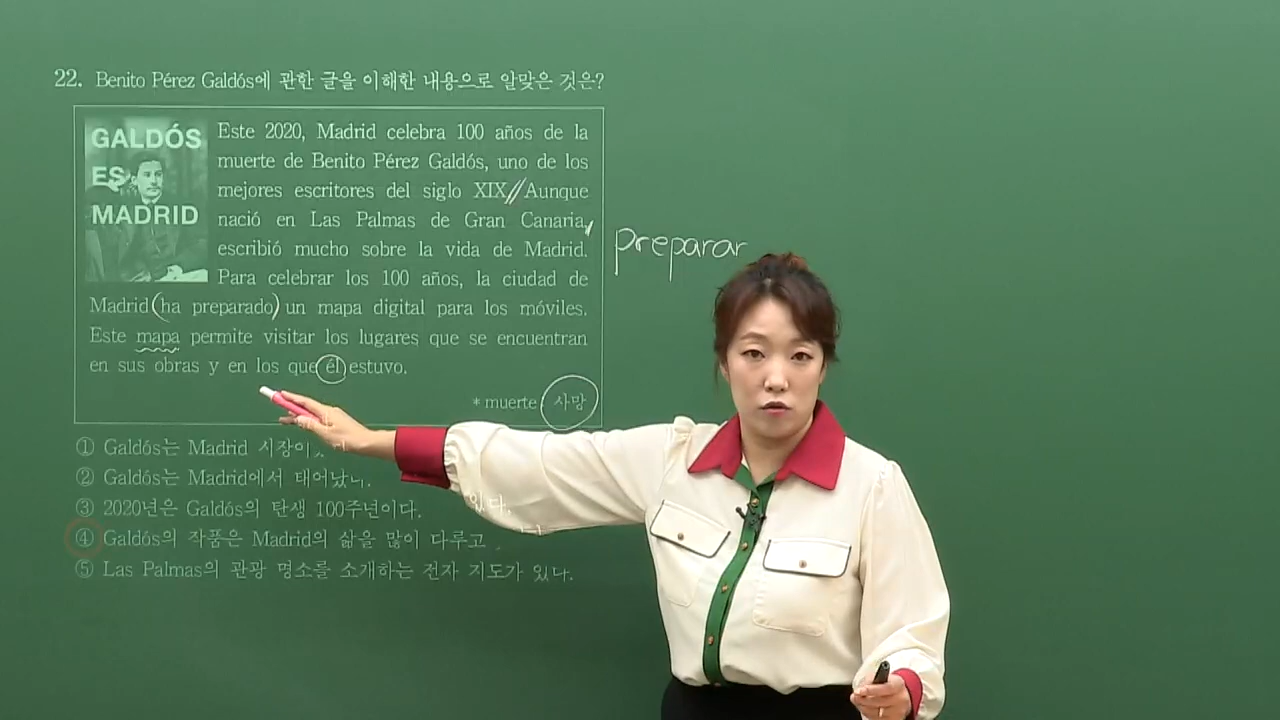 22. Benito Pérez Galdós에 관한 글을 이해한 내용으로 알맞은 것은?
GALDÓS
ES
MADRID
Este 2020, Madrid celebra 100 años de la
muerte de Benito Pérez Galdós, uno de los
mejores escritores del siglo XIX. Aunque
nació en Las Palmas de Gran Canaria,
escribió mucho sobre la vida de Madrid.
Para celebrar los 100 años, la ciudad de
Madrid (ha preparado) un mapa digital para los móviles.
Este mapa permite visitar los lugares que se encuentran
en sus obras y en los que él estuvo.
* muerte: 사망
preparar
① Galdós는 Madrid 시장이
② Galdós는 Madrid에서 태어났
③ 2020년은 Galdós의 탄생 100주년이다.
④ Galdós의 작품은 Madrid의 삶을 많이 다루고 있다.
⑤ Las Palmas의 관광 명소를 소개하는 전자 지도가 있다.